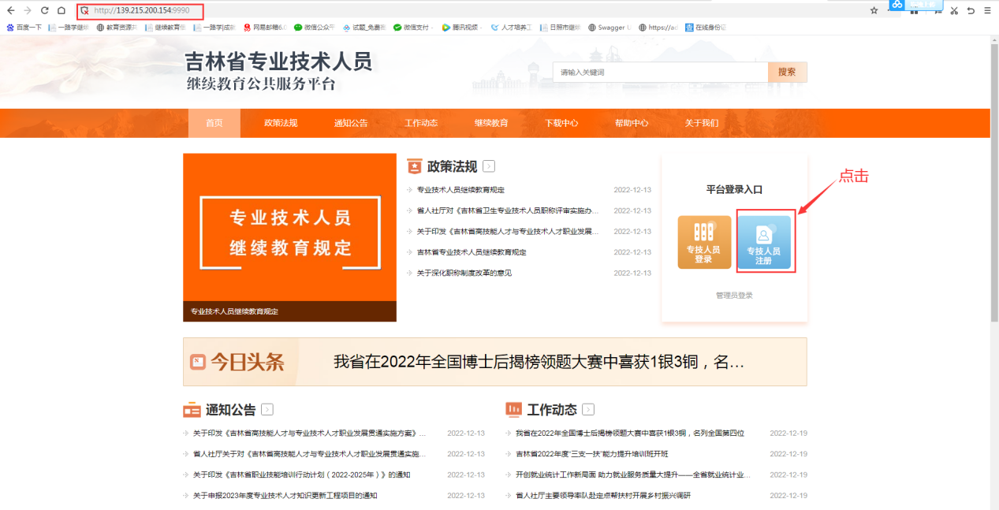 http://139.215.200.154:9990
百度一下
一路学继续
教育资源共
继续教育信
一路学|成
网易邮箱6.
微信公众平
试题_免费
微信支付 -
腾讯视频 -
人才培养工
日照市继续
Swagger U
https://ac
在线身份证
吉林省专业技术人员
继续教育公共服务平台
请输入关键词
搜索
首页
政策法规
通知公告
工作动态
继续教育
下载中心
帮助中心
关于我们
专业技术人员
继续教育规定
专业技术人员继续教育规定
政策法规
专业技术人员继续教育规定 2022-12-13
省人社厅对《吉林省卫生专业技术人员职称评审实施办... 2022-12-13
关于印发《吉林省高技能人才与专业技术人才职业发展... 2022-12-13
吉林省专业技术人员继续教育规定 2022-12-13
关于深化职称制度改革的意见 2022-12-13
平台登录入口
专技人员
登录
专技人员
注册
管理员登录
点击
今日头条
我省在2022年全国博士后揭榜领题大赛中喜获1银3铜，名...
通知公告
关于印发《吉林省高技能人才与专业技术人才职业发展贯通实施方案》... 2022-12-13
省人社厅关于对《吉林省高技能人才与专业技术人才职业发展贯通实施... 2022-12-13
关于印发《吉林省职业技能培训行动计划（2022-2025年）》的通知 2022-12-13
关于申报2023年度专业技术人才知识更新工程项目的通知 2022-12-13
工作动态
我省在2022年全国博士后揭榜领题大赛中喜获1银3铜，名列全国第四位 2022-12-19
吉林省2022年度“三支一扶”能力提升培训班开班 2022-12-19
开创就业统计工作新局面 助力就业服务质量大提升——全省就业统计业... 2022-12-19
省人社厅主要领导率队赴定点帮扶村开展乡村振兴调研 2022-12-19